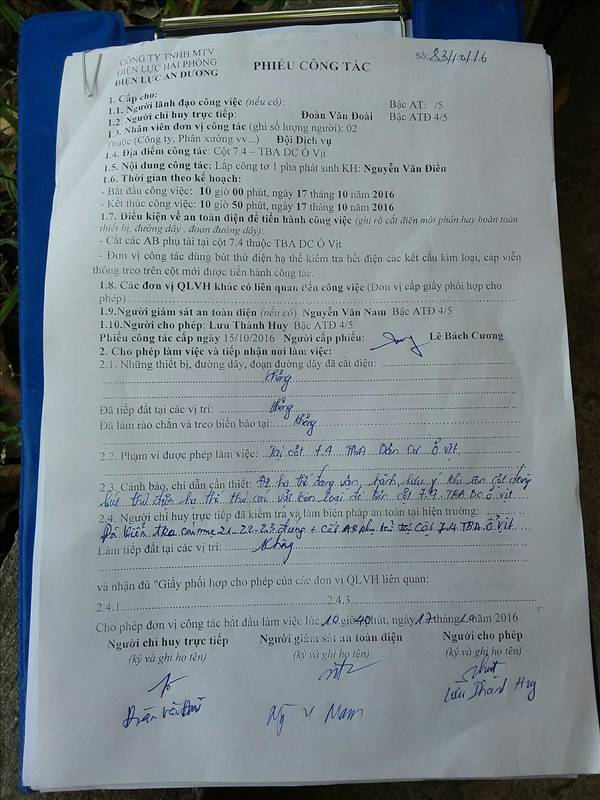 CÔNG TY TNHH MTV
ĐIỆN LỰC HẢI PHÒNG
ĐIỆN LỰC AN DƯƠNG
PHIẾU CÔNG TÁC
Số: 83/10/16
1. Cấp cho:
1.1. Người lãnh đạo công việc (nếu có): Bậc AT: /5
1.2. Người chỉ huy trực tiếp: Đoàn Văn Đoài Bậc ATĐ 4/5
1.3. Nhân viên đơn vị công tác (ghi số lượng người): 02
Thuộc (Công ty, Phân xưởng vv...) Đội Dịch vụ
1.4. Địa điểm công tác: Cột 7.4 – TBA DC Ổ Vịt
1.5. Nội dung công tác: Lắp công tơ 1 pha phát sinh KH: Nguyễn Văn Điển
1.6. Thời gian theo kế hoạch:
- Bắt đầu công việc: 10 giờ 00 phút, ngày 17 tháng 10 năm 2016
- Kết thúc công việc: 10 giờ 50 phút, ngày 17 tháng 10 năm 2016
1.7. Điều kiện về an toàn điện để tiến hành công việc (ghi rõ cắt điện một phần hay hoàn toàn
thiết bị, đường dây, đoạn đường dây):
- Cắt các AB phụ tải tại cột 7.4 thuộc TBA DC Ổ Vịt
- Đơn vị công tác dùng bút thử điện hạ thế kiểm tra hết điện các kết cấu kim loại, cáp viễn
thông treo trên cột mới được tiến hành công tác.
1.8. Các đơn vị QLVH khác có liên quan đến công việc (Đơn vị cấp giấy phối hợp cho
phép)
1.9.Người giám sát an toàn điện (nếu có) Nguyễn Văn Nam Bậc ATĐ 4/5
1.10.Người cho phép: Lưu Thành Huy Bậc ATĐ 4/5
Phiếu công tác cấp ngày 15/10/2016 Người cấp phiếu: Lê Bách Cương
2. Cho phép làm việc và tiếp nhận nơi làm việc:
2.1. Những thiết bị, đường dây, đoạn đường dây đã cắt điện:
Không
Đã tiếp đất tại các vị trí: Không
Đã làm rào chắn và treo biển báo tại: Không
2.2. Phạm vi được phép làm việc: Tại cột 7.4 TBA Dân Cư Ổ Vịt
2.3. Cảnh báo, chỉ dẫn cần thiết: Đg hạ thế đang vận hành, lưu ý khi lên cột dùng
bút thử điện hạ thế thử các kim loại TBA DC Ổ Vịt
2.4. Người chỉ huy trực tiếp đã kiểm tra và làm biện pháp an toàn tại hiện trường:
Đã kiểm tra 21-22-23 đúng + cắt AB phụ tải tại cột 7.4 TBA Ổ Vịt
Làm tiếp đất tại các vị trí: Không
và nhận đủ "Giấy phối hợp cho phép của các đơn vị QLVH liên quan:
2.4.1 2.4.3
Cho phép đơn vị công tác bắt đầu làm việc lúc 10 giờ 40 phút, ngày 17 tháng 10 năm 2016
Người chỉ huy trực tiếp Người giám sát an toàn điện Người cho phép
(ký và ghi họ tên) (ký và ghi họ tên) (ký và ghi họ tên)
Đoàn Văn Đoài Ng V Nam Lưu Thành Huy